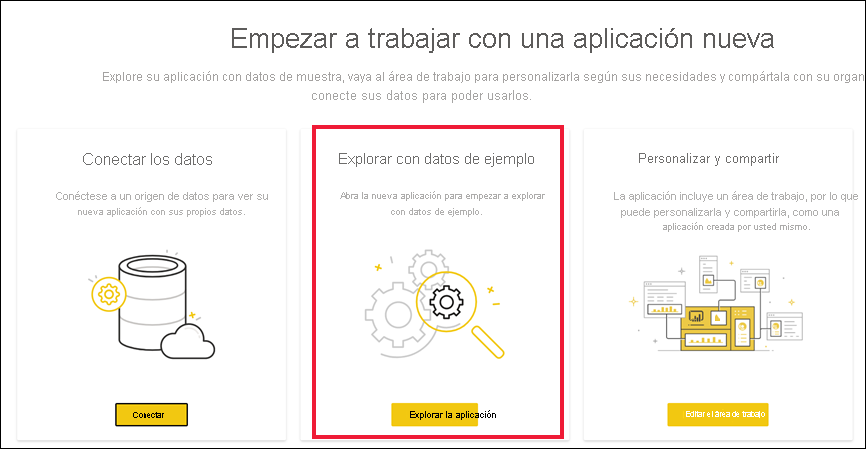 Empezar a trabajar con una aplicación nueva
Explore su aplicación con datos de muestra, vaya al área de trabajo para personalizarla según sus necesidades y compártala con su organ
conecte sus datos para poder usarlos.
Conectar los datos
Conéctese a un origen de datos para ver su
nueva aplicación con sus propios datos.
Conectar
Explorar con datos de ejemplo
Abra la nueva aplicación para empezar a explorar
con datos de ejemplo.
Explorar la aplicación
Personalizar y compartir
La aplicación incluye un área de trabajo, por lo que
puede personalizarla y compartirla, como una
aplicación creada por usted mismo.
Editar el área de trabajo